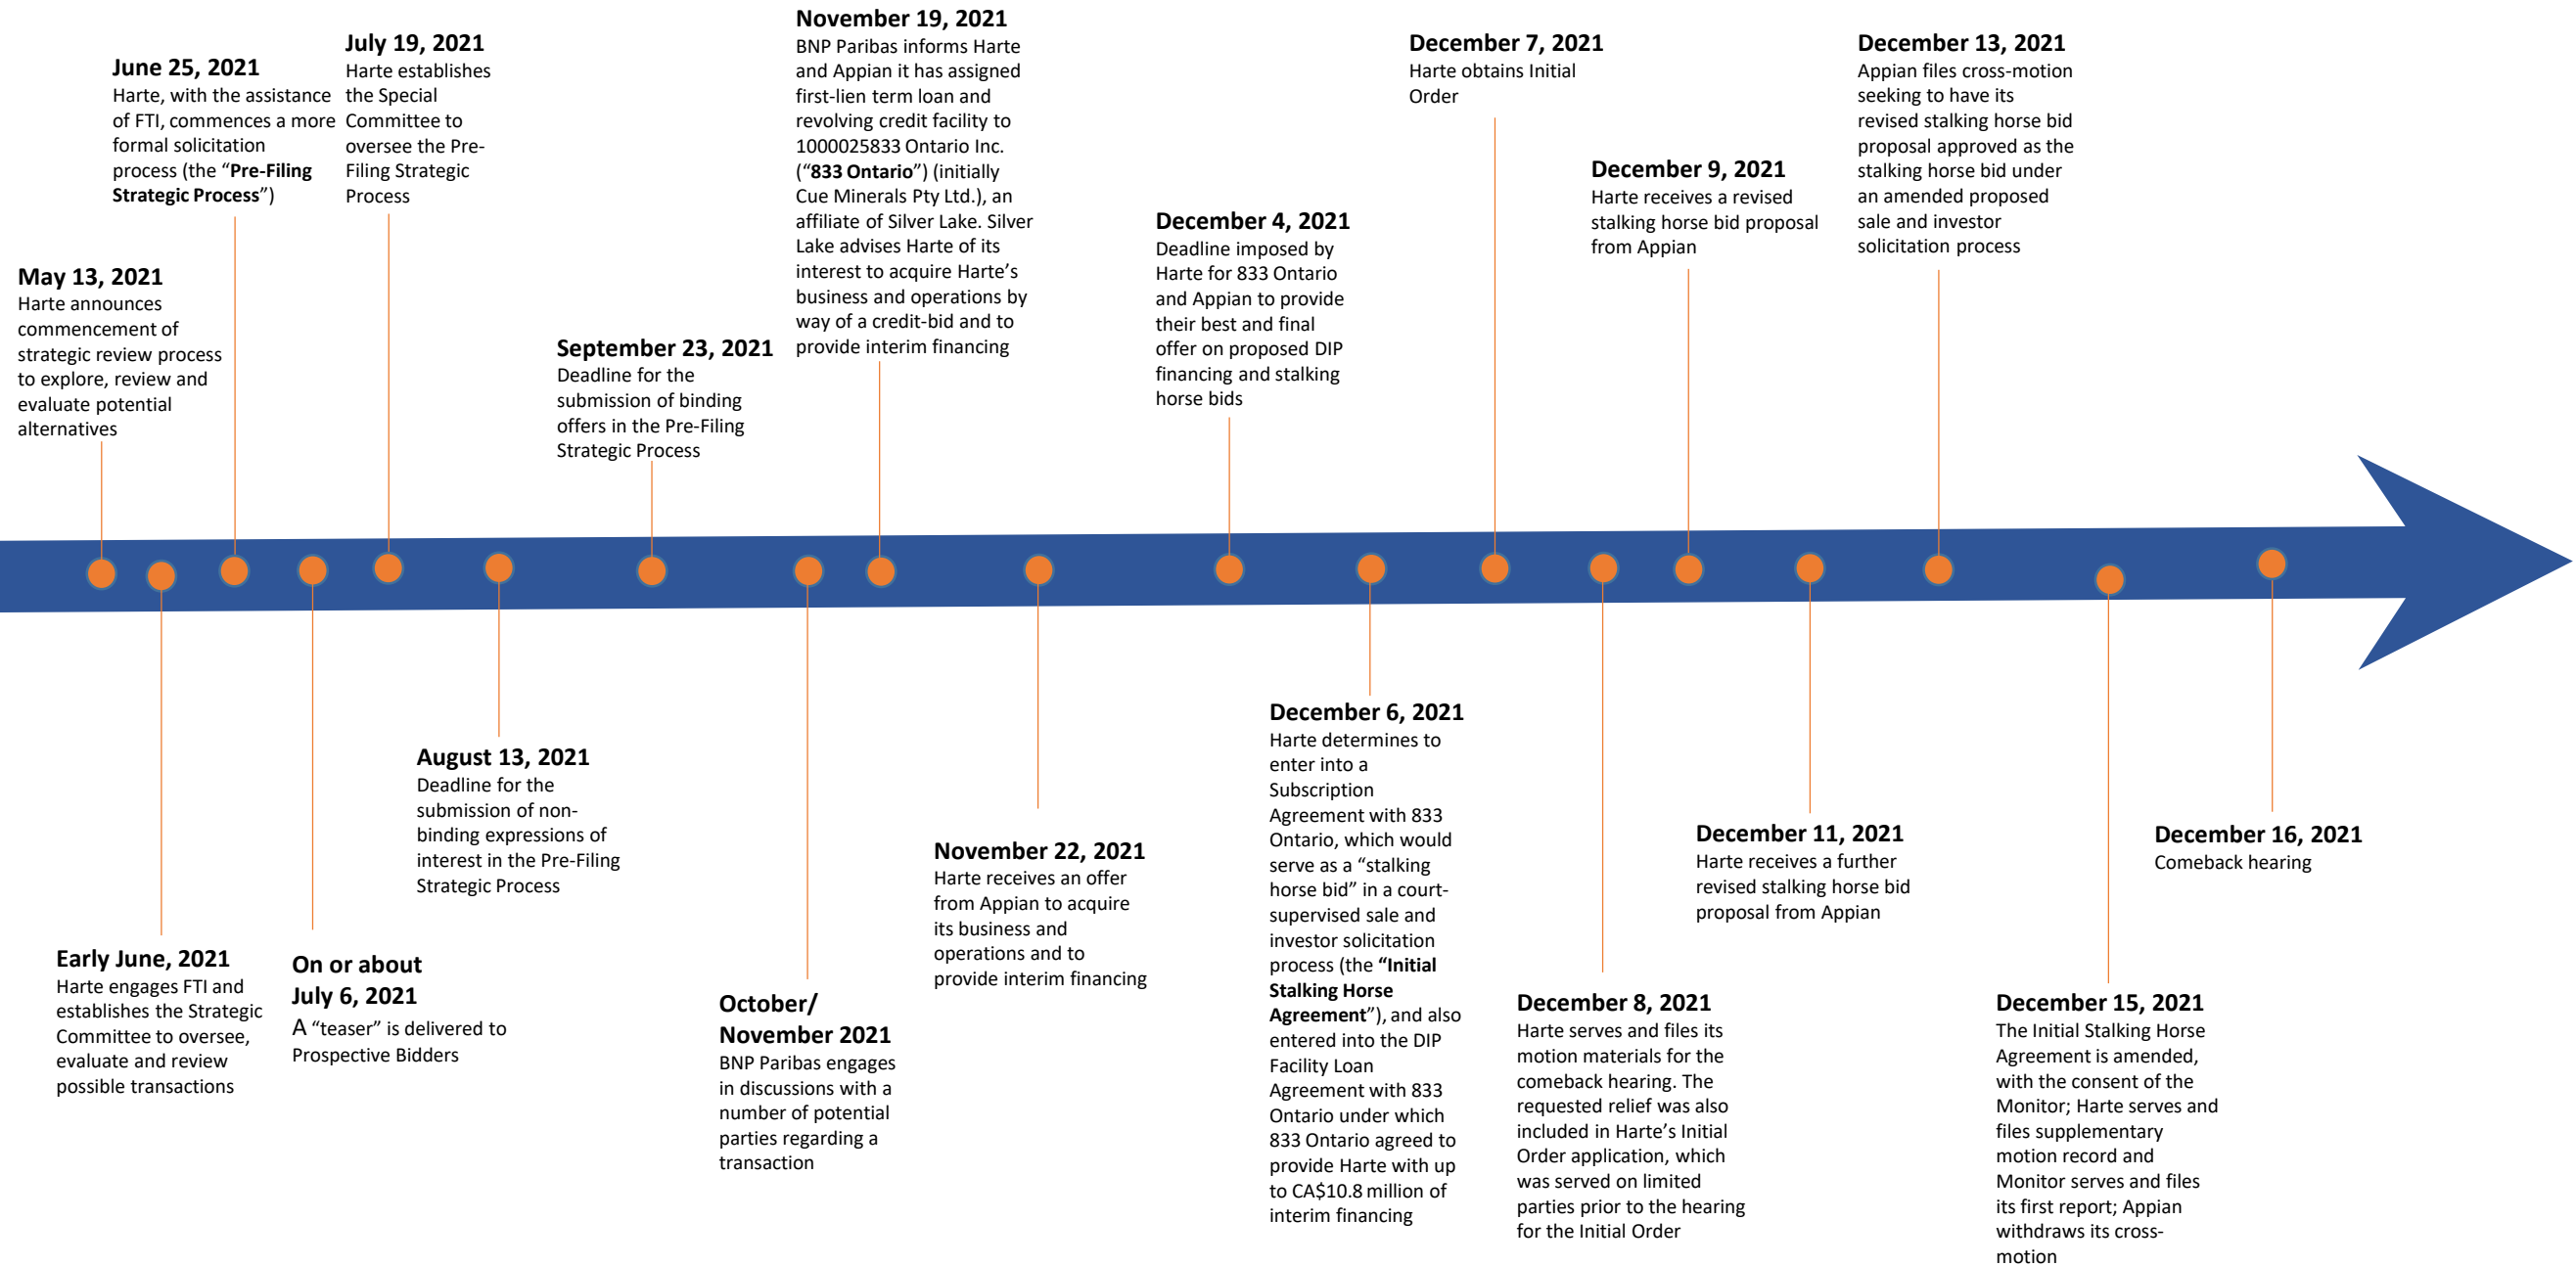 May 13, 2021
Harte announces
commencement of
strategic review process
to explore, review and
evaluate potential
alternatives
Early June, 2021
Harte engages FTI and
establishes the Strategic
Committee to oversee,
evaluate and review
possible transactions
June 25, 2021
Harte, with the assistance
of FTI, commences a more
formal solicitation
process (the “Pre-Filing
Strategic Process”)
On or about
July 6, 2021
A “teaser” is delivered to
Prospective Bidders
July 19, 2021
Harte establishes
the Special
Committee to
oversee the Pre-
Filing Strategic
Process
August 13, 2021
Deadline for the
submission of non-
binding expressions of
interest in the Pre-Filing
Strategic Process
September 23, 2021
Deadline for the
submission of binding
offers in the Pre-Filing
Strategic Process
October/
November 2021
BNP Paribas engages
in discussions with a
number of potential
parties regarding a
transaction
November 19, 2021
BNP Paribas informs Harte
and Appian it has assigned
first-lien term loan and
revolving credit facility to
1000025833 Ontario Inc.
(“833 Ontario”) (initially
Cue Minerals Pty Ltd.), an
affiliate of Silver Lake. Silver
Lake advises Harte of its
interest to acquire Harte’s
business and operations by
way of a credit-bid and to
provide interim financing
November 22, 2021
Harte receives an offer
from Appian to acquire
its business and
operations and to
provide interim financing
December 4, 2021
Deadline imposed by
Harte for 833 Ontario
and Appian to provide
their best and final
offer on proposed DIP
financing and stalking
horse bids
December 6, 2021
Harte determines to
enter into a
Subscription
Agreement with 833
Ontario, which would
serve as a “stalking
horse bid” in a court-
supervised sale and
investor solicitation
process (the “Initial
Stalking Horse
Agreement”), and also
entered into the DIP
Facility Loan
Agreement with 833
Ontario under which
833 Ontario agreed to
provide Harte with up
to CA$10.8 million of
interim financing
December 7, 2021
Harte obtains Initial
Order
December 8, 2021
Harte serves and files its
motion materials for the
comeback hearing. The
requested relief was also
included in Harte’s Initial
Order application, which
was served on limited
parties prior to the hearing
for the Initial Order
December 9, 2021
Harte receives a revised
stalking horse bid proposal
from Appian
December 11, 2021
Harte receives a further
revised stalking horse bid
proposal from Appian
December 13, 2021
Appian files cross-motion
seeking to have its
revised stalking horse bid
proposal approved as the
stalking horse bid under
an amended proposed
sale and investor
solicitation process
December 15, 2021
The Initial Stalking Horse
Agreement is amended,
with the consent of the
Monitor; Harte serves and
files supplementary
motion record and
Monitor serves and files
its first report; Appian
withdraws its cross-
motion
December 16, 2021
Comeback hearing